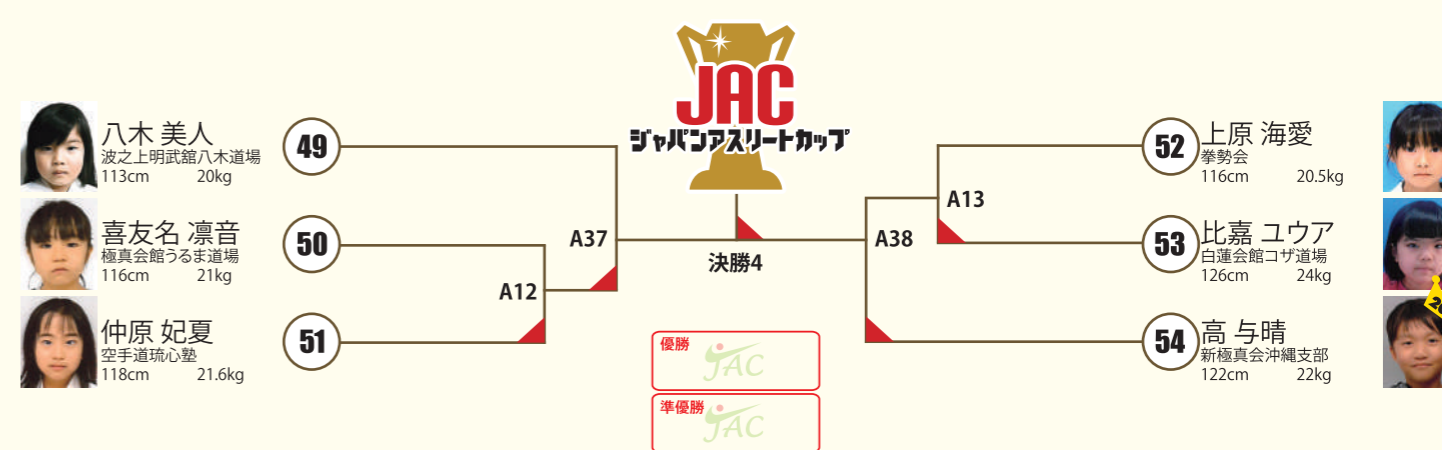 JAC
ジャパンアスリートカップ
八木 美人
波之上明武舘八木道場
113cm 20kg
49
喜友名 凛音
極真会館うるま道場
116cm 21kg
50
仲原 妃夏
空手道琉心塾
118cm 21.6kg
51
A12
A37
決勝4
A38
A13
52
上原 海愛
拳勢会
116cm 20.5kg
53
比嘉 ユウア
白蓮会館コザ道場
126cm 24kg
54
高 与晴
新極真会沖縄支部
122cm 22kg
優勝
JAC
準優勝
JAC